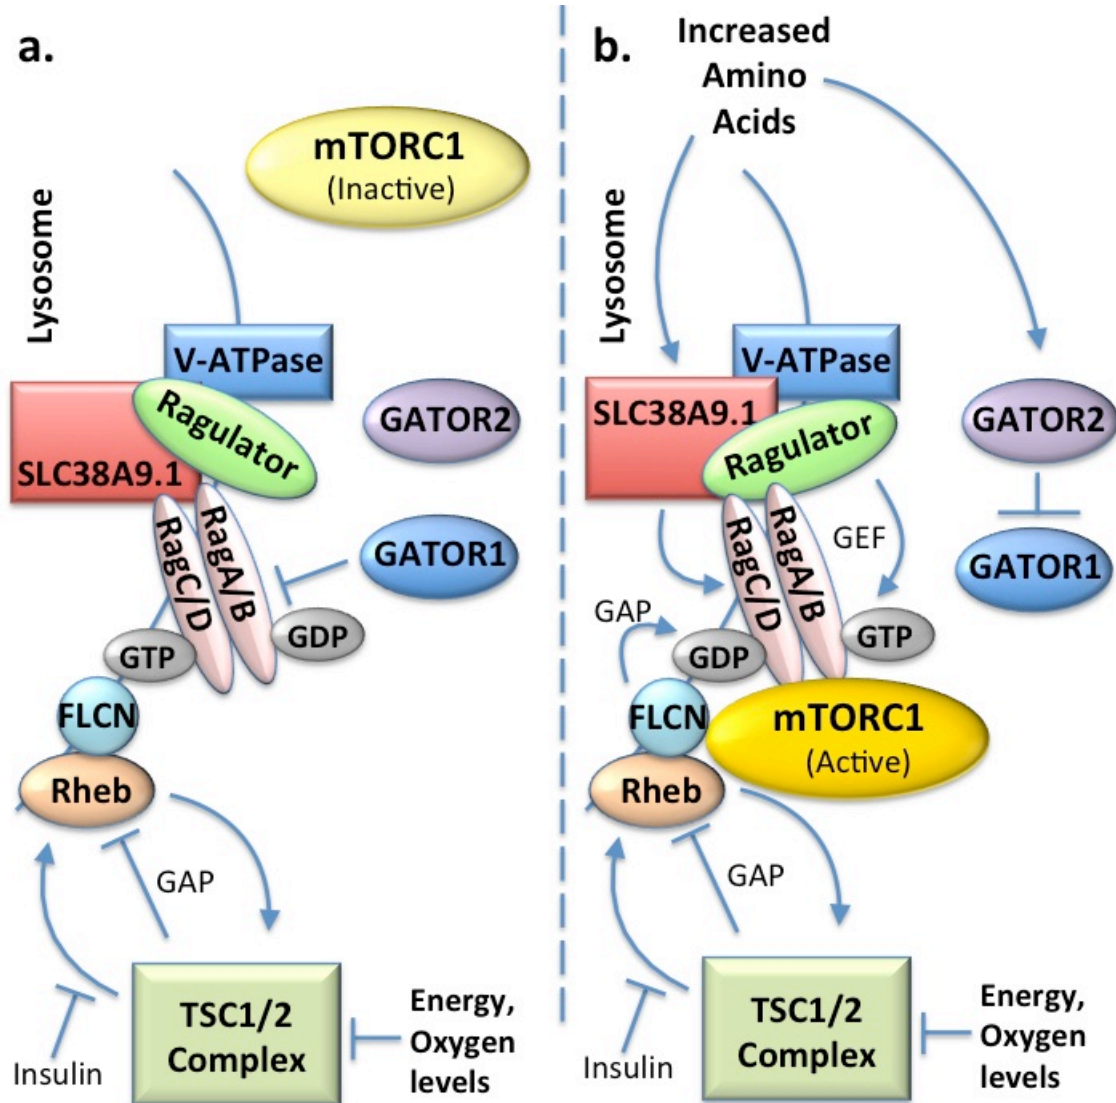 a.
mTORC1
(Inactive)
Lysosome
V-ATPase
Ragulator
SLC38A9.1
GATOR2
RagC/D
RagA/B
GATOR1
GTP
GDP
FLCN
Rheb
GAP
TSC1/2
Complex
Insulin
Energy,
Oxygen
levels
b.
Increased
Amino
Acids
Lysosome
V-ATPase
SLC38A9.1
Ragulator
GATOR2
GEF
GATOR1
RagC/D
RagA/B
GAP
GDP
GTP
FLCN
mTORC1
(Active)
Rheb
GAP
TSC1/2
Complex
Insulin
Energy,
Oxygen
levels